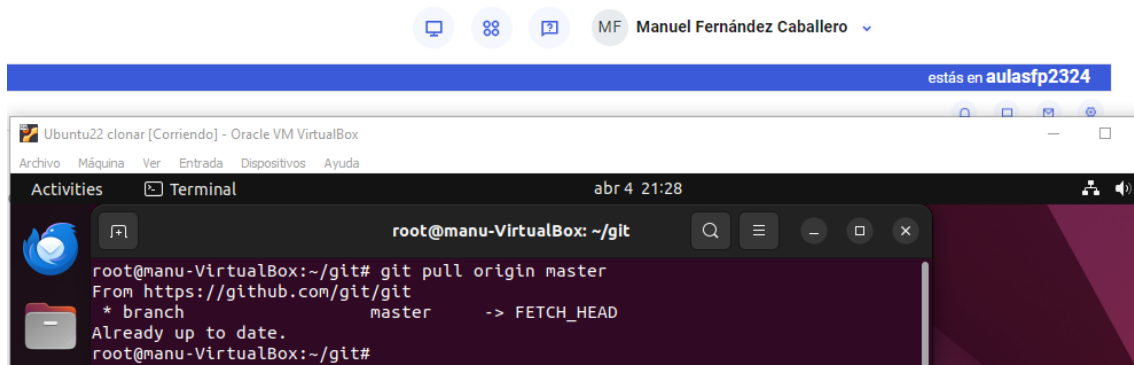 MF Manuel Fernández Caballero
estás en aulasfp2324
Ubuntu22 clonar [Corriendo] - Oracle VM VirtualBox
Archivo Máquina Ver Entrada Dispositivos Ayuda
Activities Terminal abr 4 21:28
root@manu-VirtualBox: ~/git
root@manu-VirtualBox:~/git# git pull origin master
From https://github.com/git/git
 * branch                  master     -> FETCH_HEAD
Already up to date.
root@manu-VirtualBox:~/git#